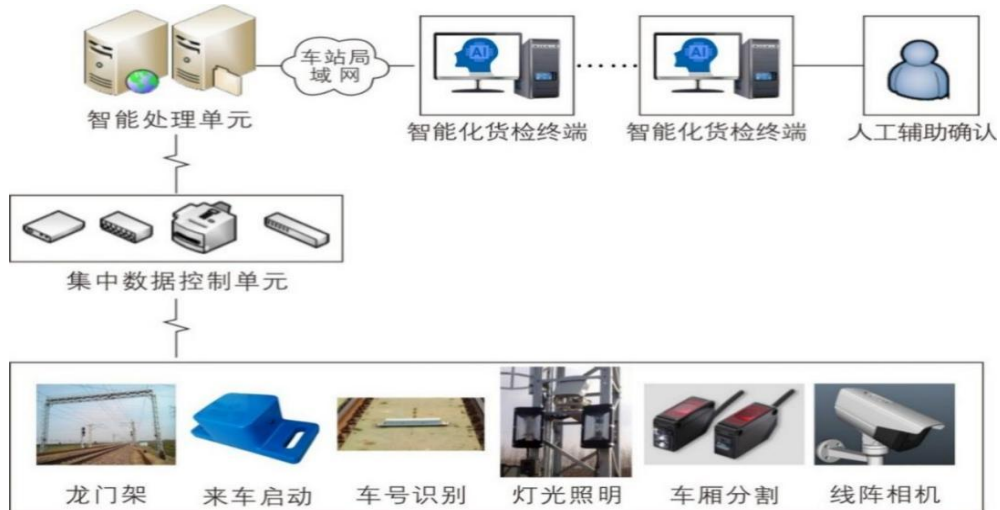 车站局
域网
AI
AI
智能处理单元
智能化货检终端
智能化货检终端
人工辅助确认
集中数据控制单元
龙门架
来车启动
车号识别
灯光照明
车厢分割
线阵相机